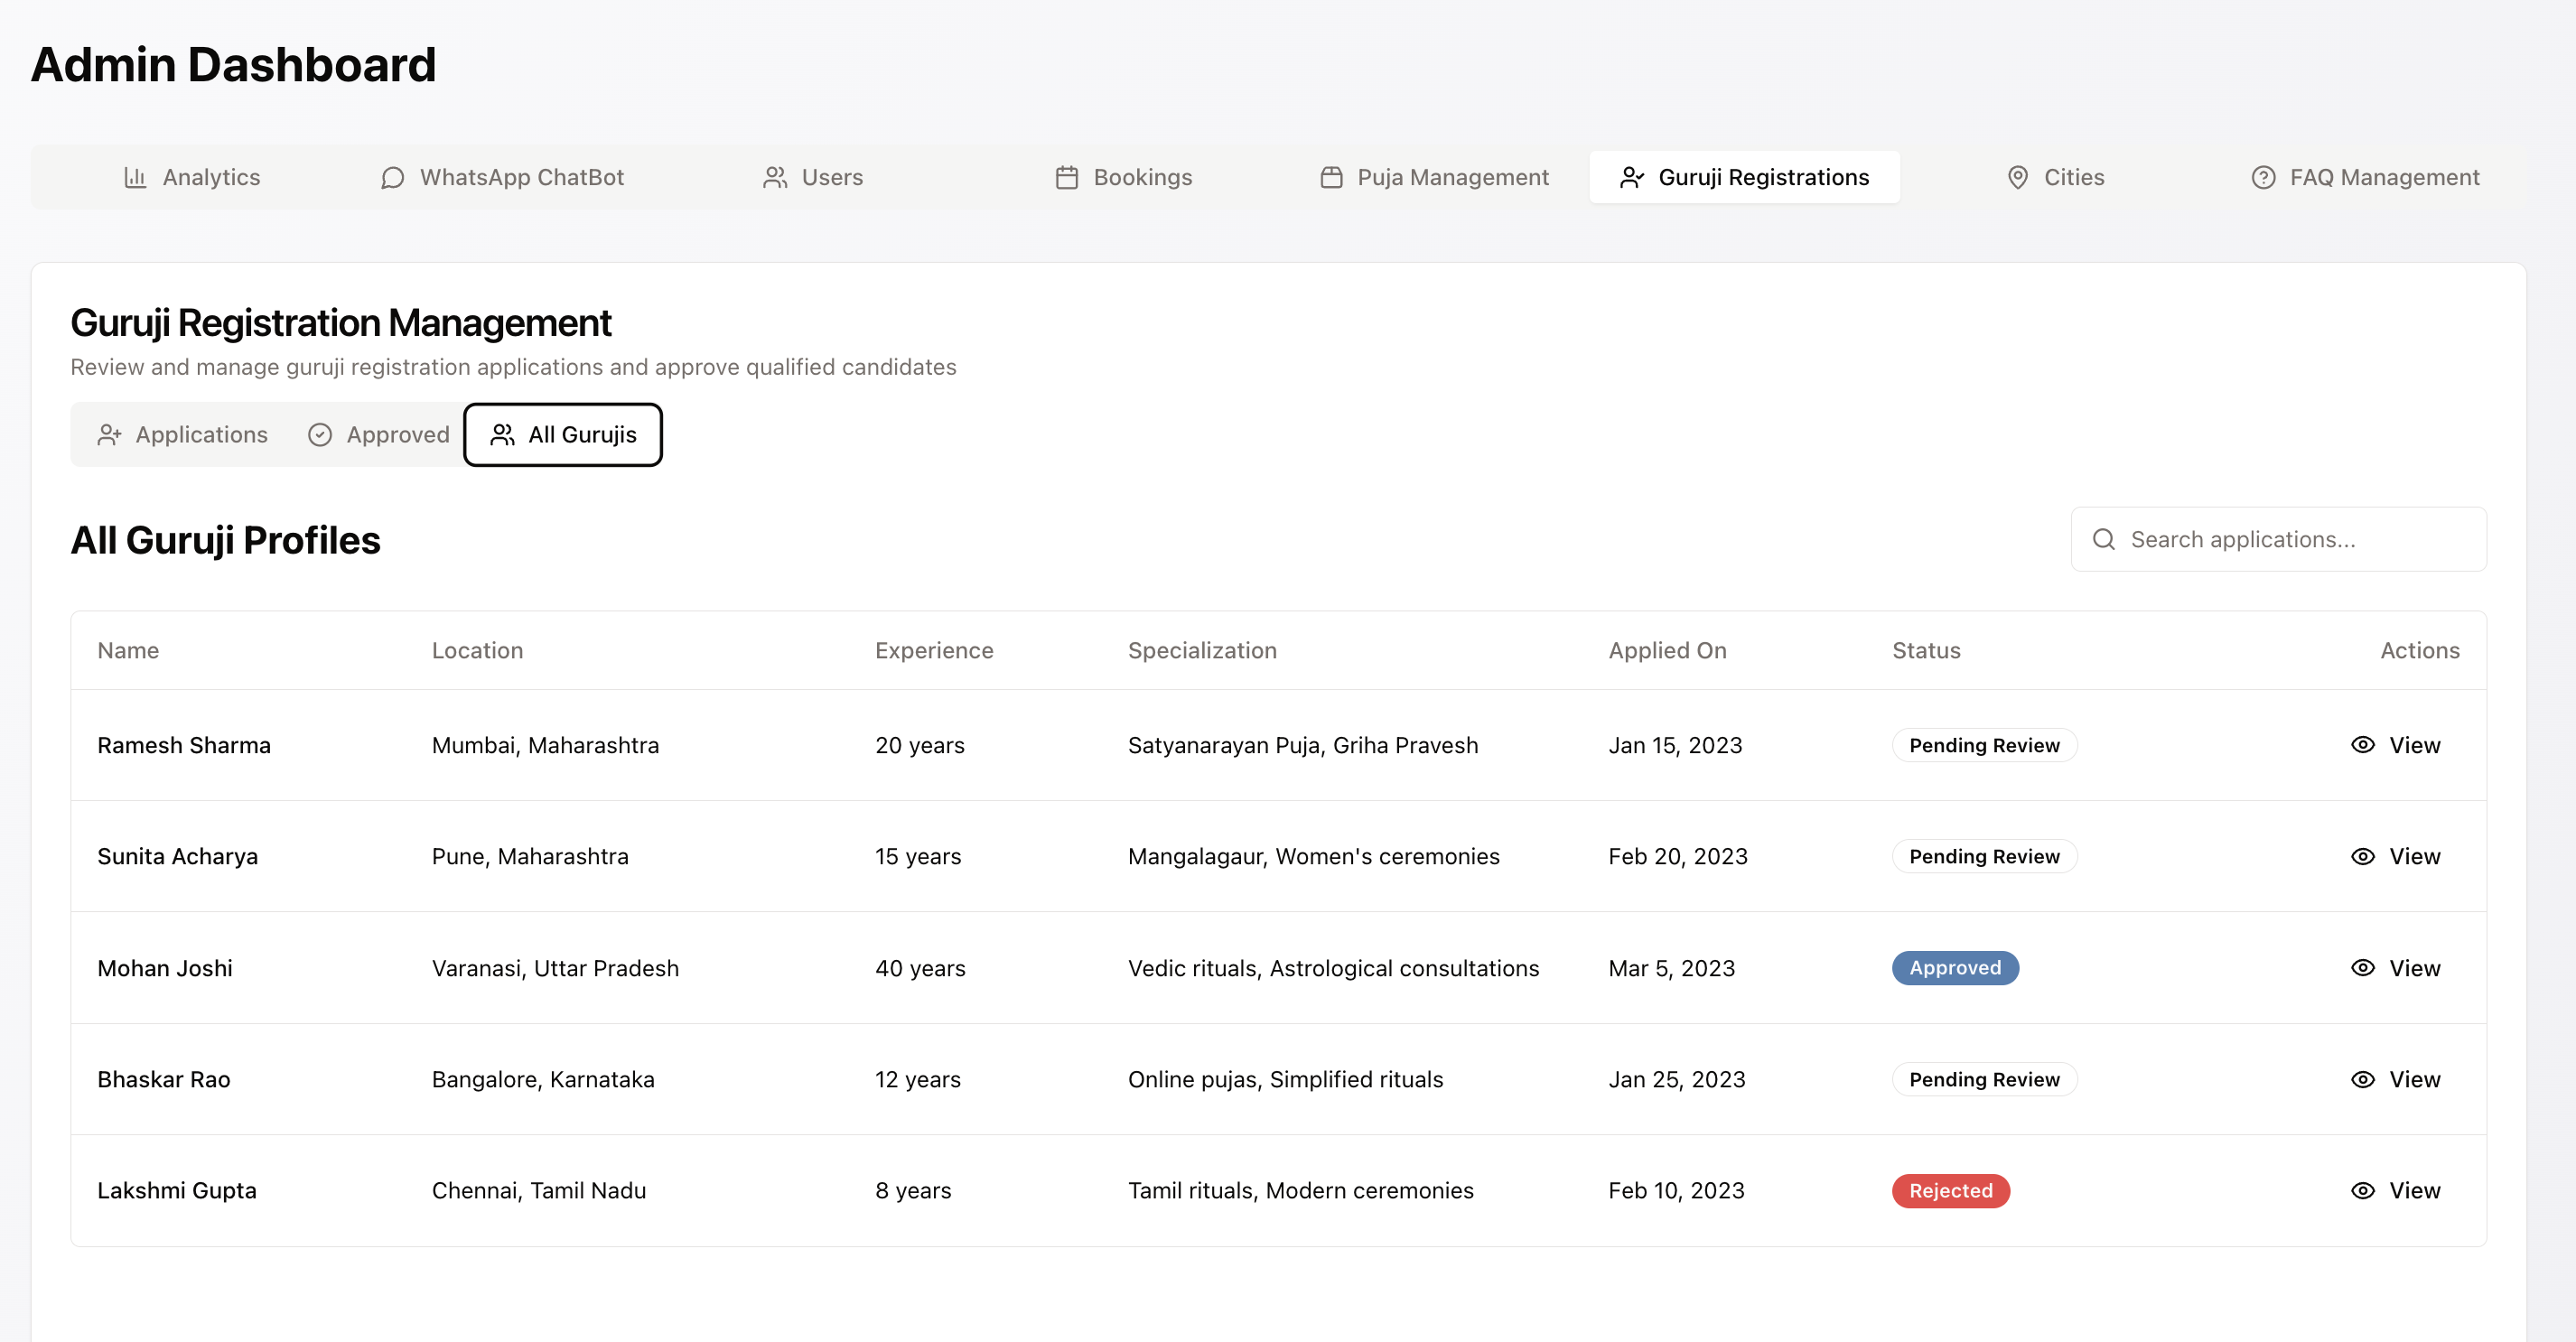 Admin Dashboard
Analytics WhatsApp ChatBot Users Bookings Puja Management Guruji Registrations Cities FAQ Management
Guruji Registration Management
Review and manage guruji registration applications and approve qualified candidates
Applications Approved All Gurujis
All Guruji Profiles
Search applications...
Name Location Experience Specialization Applied On Status Actions
Ramesh Sharma Mumbai, Maharashtra 20 years Satyanarayan Puja, Griha Pravesh Jan 15, 2023 Pending Review View
Sunita Acharya Pune, Maharashtra 15 years Mangalagaur, Women's ceremonies Feb 20, 2023 Pending Review View
Mohan Joshi Varanasi, Uttar Pradesh 40 years Vedic rituals, Astrological consultations Mar 5, 2023 Approved View
Bhaskar Rao Bangalore, Karnataka 12 years Online pujas, Simplified rituals Jan 25, 2023 Pending Review View
Lakshmi Gupta Chennai, Tamil Nadu 8 years Tamil rituals, Modern ceremonies Feb 10, 2023 Rejected View